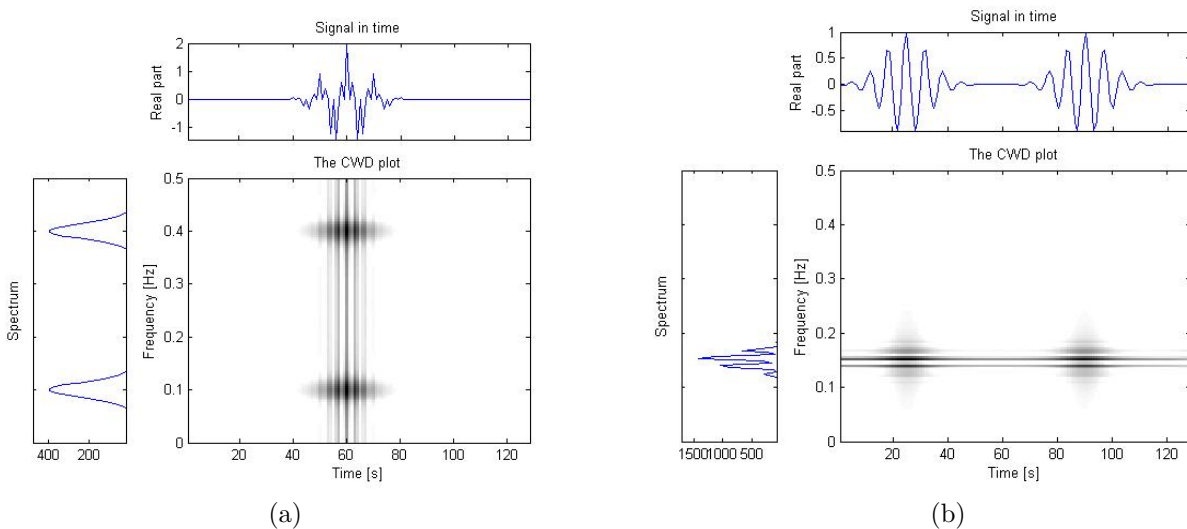 Signal in time
Real part
2
1
0
-1
The CWD plot
Spectrum
400 200
Frequency [Hz]
0.5
0.4
0.3
0.2
0.1
0
20 40 60 80 100 120
Time [s]
(a)
Signal in time
Real part
1
0.5
0
-0.5
The CWD plot
Spectrum
1500 1000 500
Frequency [Hz]
0.5
0.4
0.3
0.2
0.1
0
20 40 60 80 100 120
Time [s]
(b)